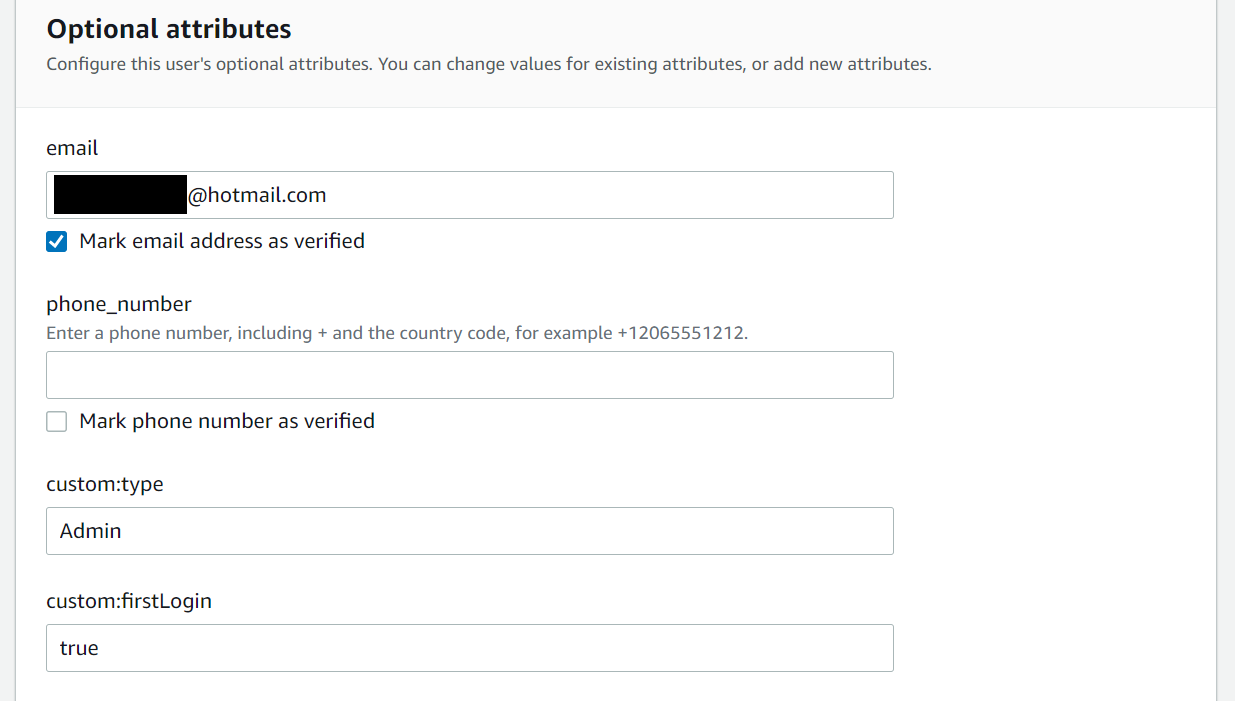 Optional attributes
Configure this user's optional attributes. You can change values for existing attributes, or add new attributes.
email
@hotmail.com
Mark email address as verified
phone_number
Enter a phone number, including + and the country code, for example +12065551212.
Mark phone number as verified
custom:type
Admin
custom:firstLogin
true